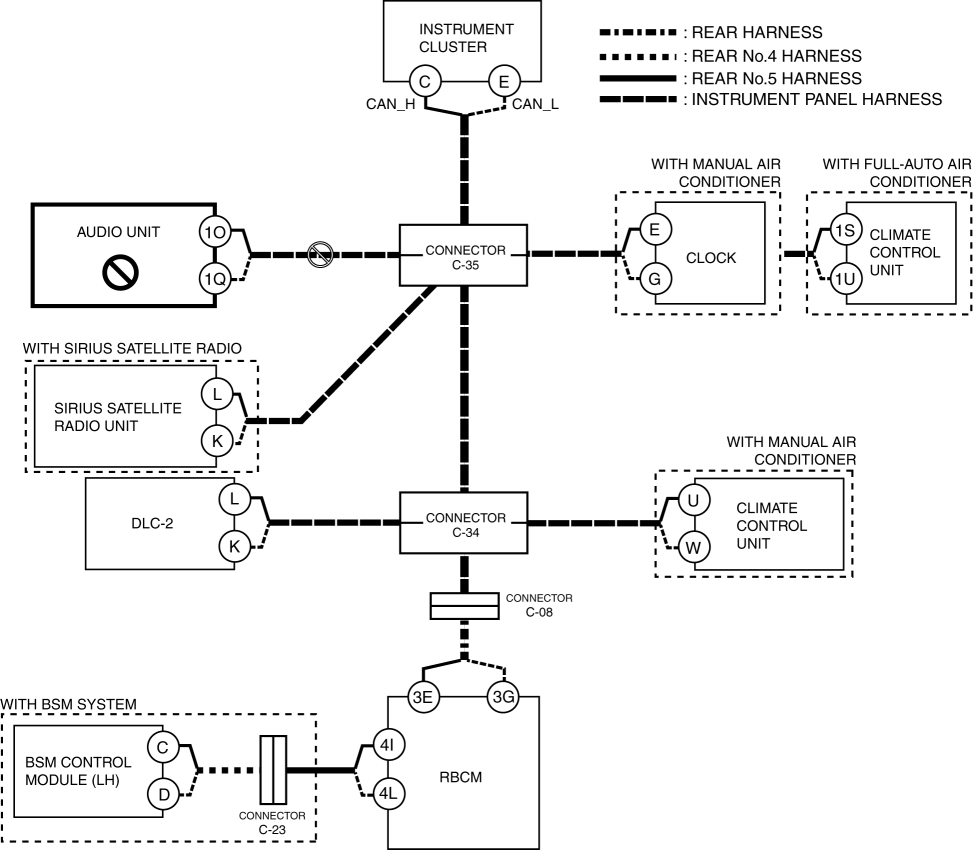 INSTRUMENT
CLUSTER
C
E
CAN_H
CAN_L
: REAR HARNESS
: REAR No.4 HARNESS
: REAR No.5 HARNESS
: INSTRUMENT PANEL HARNESS
AUDIO UNIT
1O
1Q
CONNECTOR
C-35
WITH MANUAL AIR
CONDITIONER
E
G
CLOCK
WITH FULL-AUTO AIR
CONDITIONER
1S
1U
CLIMATE
CONTROL
UNIT
WITH SIRIUS SATELLITE RADIO
SIRIUS SATELLITE
RADIO UNIT
L
K
DLC-2
L
K
CONNECTOR
C-34
WITH MANUAL AIR
CONDITIONER
U
W
CLIMATE
CONTROL
UNIT
CONNECTOR
C-08
3E
3G
4I
4L
RBCM
WITH BSM SYSTEM
BSM CONTROL
MODULE (LH)
C
D
CONNECTOR
C-23